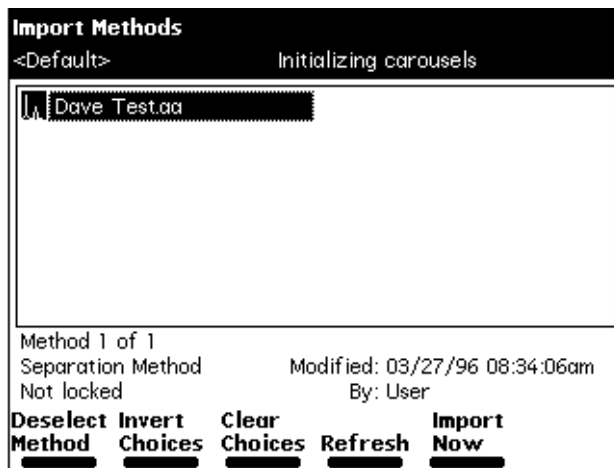 Import Methods
<Default> Initializing carousels
Dave Test.aa
Method 1 of 1
Separation Method Modified: 03/27/96 08:34:06am
Not locked By: User
Deselect Invert Clear Import
Method Choices Choices Refresh Now